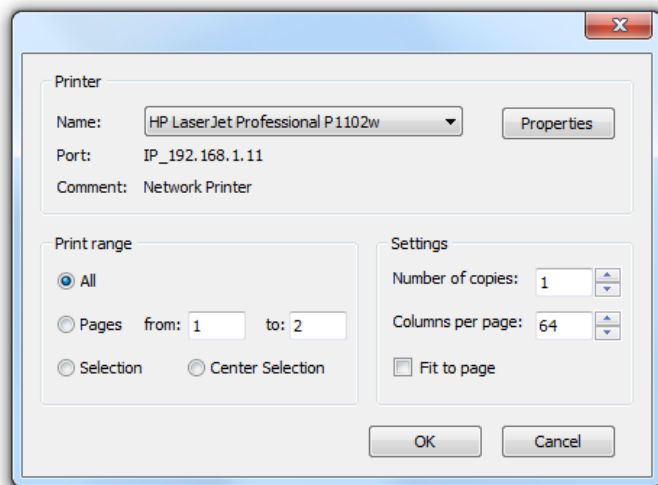 Printer
Name: HP LaserJet Professional P1102w Properties
Port: IP_192.168.1.11
Comment: Network Printer
Print range
All
Pages from: 1 to: 2
Selection Center Selection
Settings
Number of copies: 1
Columns per page: 64
Fit to page
OK Cancel